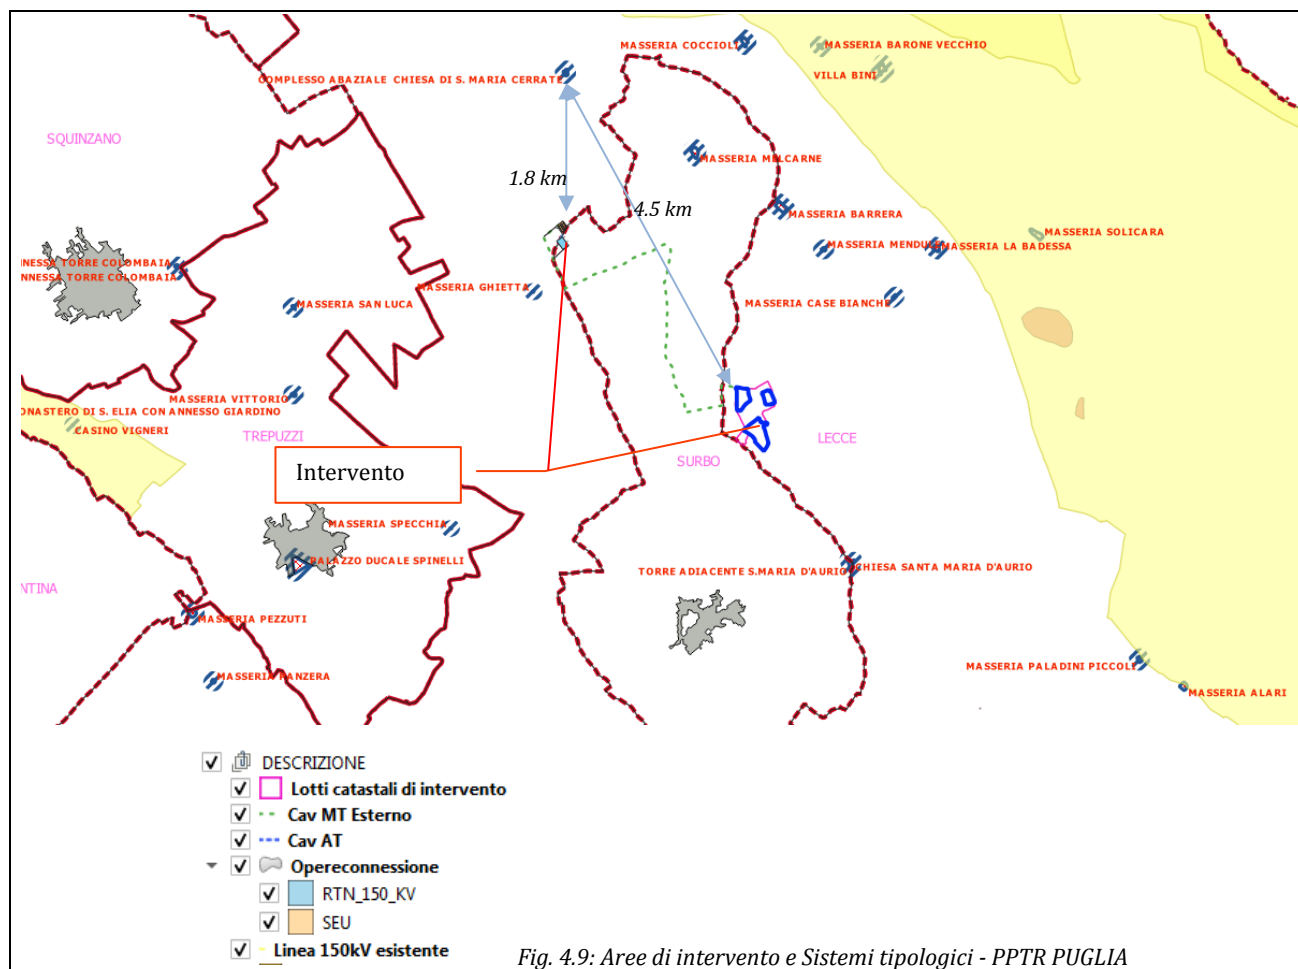 MASSERIA COCCIOLI
MASSERIA BARONE VECCHIO
VILLA BINI
COMPLESSO ABAZIALE CHIESA DI S. MARIA CERRATE
SQUINZANO
MASSERIA MELCARNE
1.8 km
4.5 km
MASSERIA BARRERA
MASSERIA SOLICARA
MASSERIA MENDULE
MASSERIA LA BADESSA
NNESSA TORRE COLOMBAIA
NNESSA TORRE COLOMBAIA
MASSERIA GHIETTA
MASSERIA SAN LUCA
MASSERIA CASE BIANCHE
MASSERIA VITTORIO
ONASTERO DI S. ELIA CON ANNESSO GIARDINO
CASINO VIGNERI
TREPUZZI
LECCE
SURBO
Intervento
MASSERIA SPECCHIA
PALAZZO DUCALE SPINELLI
TORRE ADIACENTE S.MARIA D'AURIO
CHIESA SANTA MARIA D'AURIO
NTINA
MASSERIA PEZZUTI
MASSERIA PANZERA
MASSERIA PALADINI PICCOLI
MASSERIA ALARI
DESCRIZIONE
Lotti catastali di intervento
Cav MT Esterno
Cav AT
Opereconnessione
RTN_150_KV
SEU
Linea 150kV esistente
Fig. 4.9: Aree di intervento e Sistemi tipologici - PPTR PUGLIA